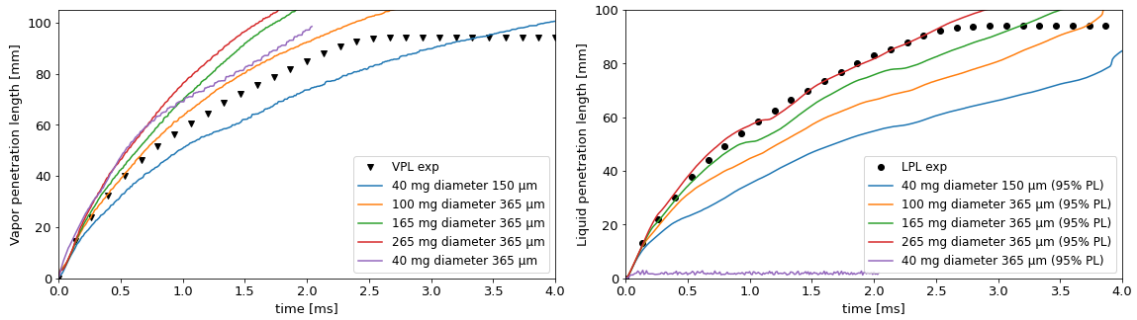 Vapor penetration length [mm]
100
80
60
40
20
0
VPL exp
40 mg diameter 150 μm
100 mg diameter 365 μm
165 mg diameter 365 μm
265 mg diameter 365 μm
40 mg diameter 365 μm
0.0 0.5 1.0 1.5 2.0 2.5 3.0 3.5 4.0
time [ms]
Liquid penetration length [mm]
100
80
60
40
20
0
LPL exp
40 mg diameter 150 μm (95% PL)
100 mg diameter 365 μm (95% PL)
165 mg diameter 365 μm (95% PL)
265 mg diameter 365 μm (95% PL)
40 mg diameter 365 μm (95% PL)
0.0 0.5 1.0 1.5 2.0 2.5 3.0 3.5 4.0
time [ms]